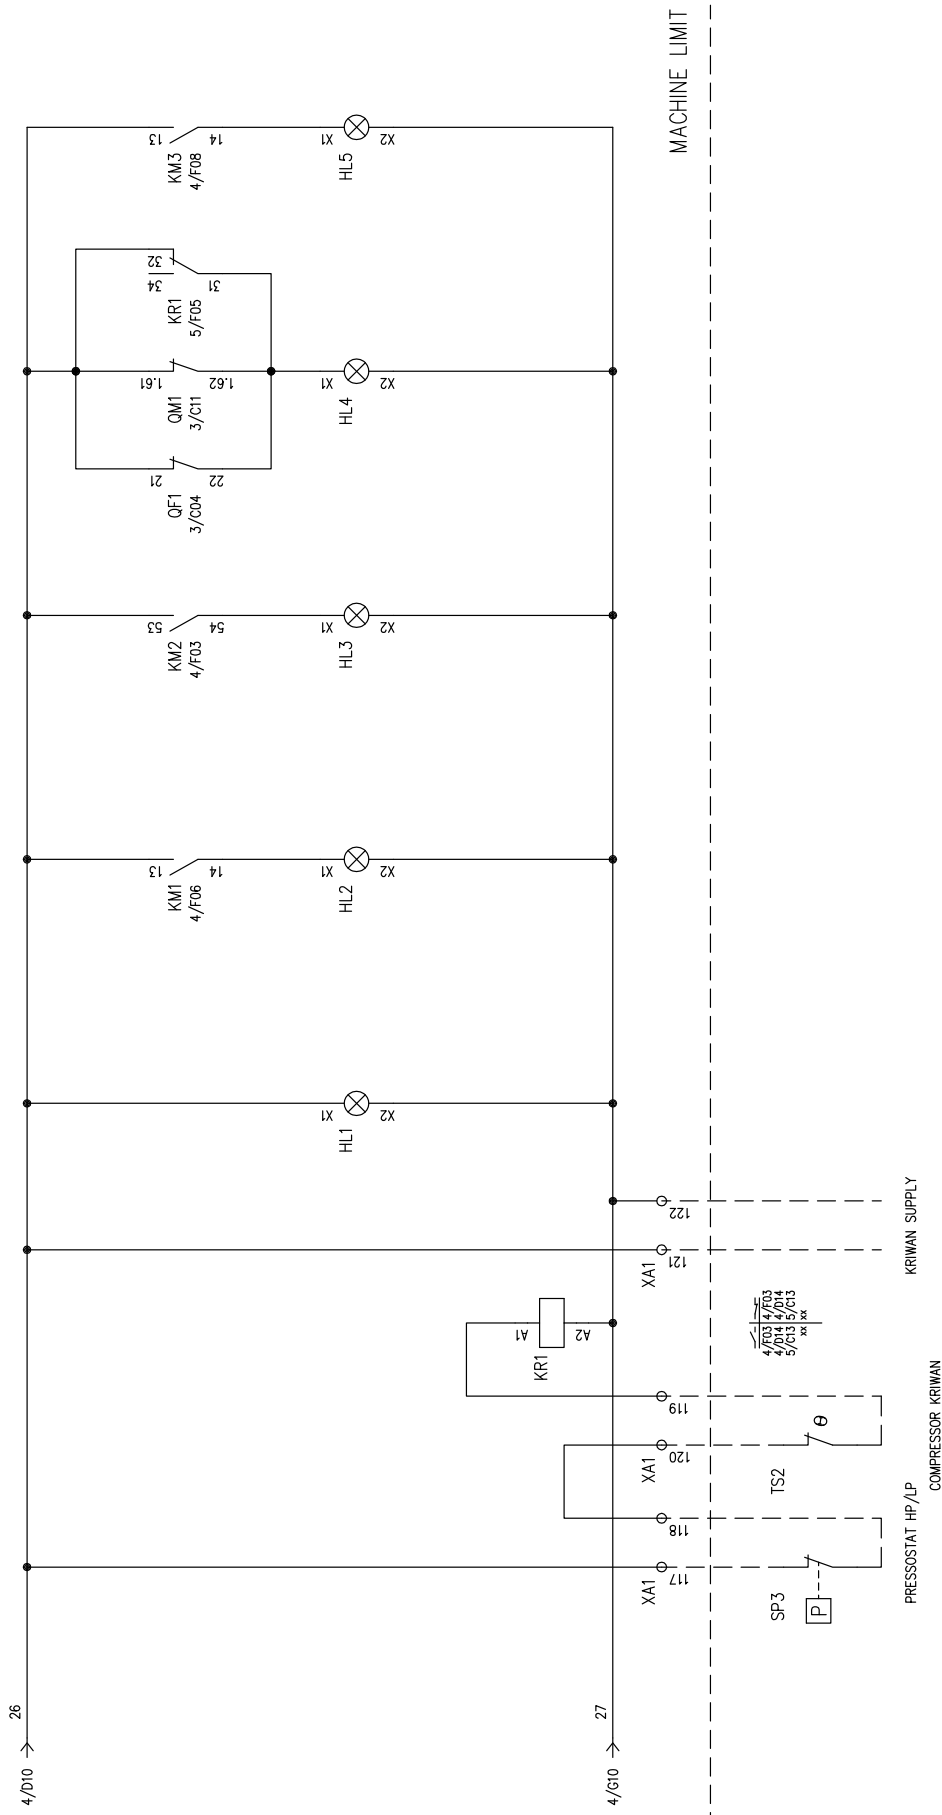 4/D10
26
4/G10
27
MACHINE LIMIT
SP3
P
PRESSOSTAT HP/LP
XA1
117
118
TS2
θ
COMPRESSOR KRIWAN
XA1
120
119
KR1
A1
A2
4/F03 4/F03
4/D14 4/D14
5/C13 5/C13
xx xx
XA1
121
122
KRIWAN SUPPLY
HL1
X1
X2
KM1
4/F06
13
14
HL2
X1
X2
KM2
4/F03
53
54
HL3
X1
X2
QF1
3/C04
21
22
QM1
3/C11
1.61
1.62
KR1
5/F05
34
32
31
HL4
X1
X2
KM3
4/F08
13
14
HL5
X1
X2